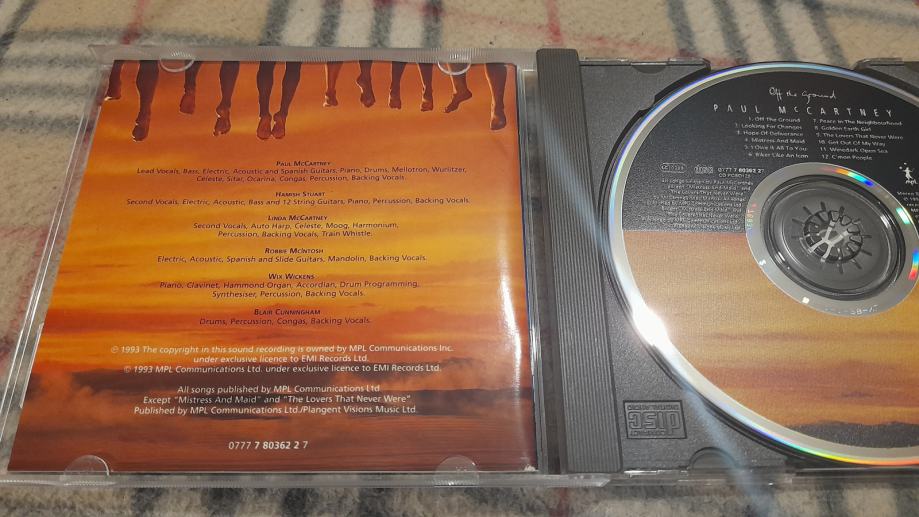 PAUL MCCARTNEY
Lead Vocals, Bass, Electric, Acoustic and Spanish Guitars, Piano, Drums, Mellotron, Wurlitzer,
Celeste, Sitar, Ocarina, Congas, Percussion, Backing Vocals.
HAMISH STUART
Second Vocals, Electric, Acoustic, Bass and 12 String Guitars, Piano, Percussion, Backing Vocals.
LINDA MCCARTNEY
Second Vocals, Auto Harp, Celeste, Moog, Harmonium,
Percussion, Backing Vocals, Train Whistle.
ROBBIE MCINTOSH
Electric, Acoustic, Spanish and Slide Guitars, Mandolin, Backing Vocals.
WIX WICKENS
Piano, Clavinet, Hammond Organ, Accordian, Drum Programming,
Synthesiser, Percussion, Backing Vocals.
BLAIR CUNNINGHAM
Drums, Percussion, Congas, Backing Vocals.
℗ 1993 The copyright in this sound recording is owned by MPL Communications Inc.
under exclusive licence to EMI Records Ltd.
© 1993 MPL Communications Ltd. under exclusive licence to EMI Records Ltd.
All songs published by MPL Communications Ltd
Except "Mistress And Maid" and "The Lovers That Never Were"
Published by MPL Communications Ltd./Plangent Visions Music Ltd.
0777 7 80362 2 7
Off the Ground
PAUL McCARTNEY
1. Off The Ground
2. Looking For Changes
3. Hope Of Deliverance
4. Mistress And Maid
5. I Owe It All To You
6. Biker Like An Icon
7. Peace In The Neighbourhood
8. Golden Earth Girl
9. The Lovers That Never Were
10. Get Out Of My Way
11. Winedark Open Sea
12. C'mon People
0777 7 80362 2 7
COMPACT
disc
DIGITAL AUDIO